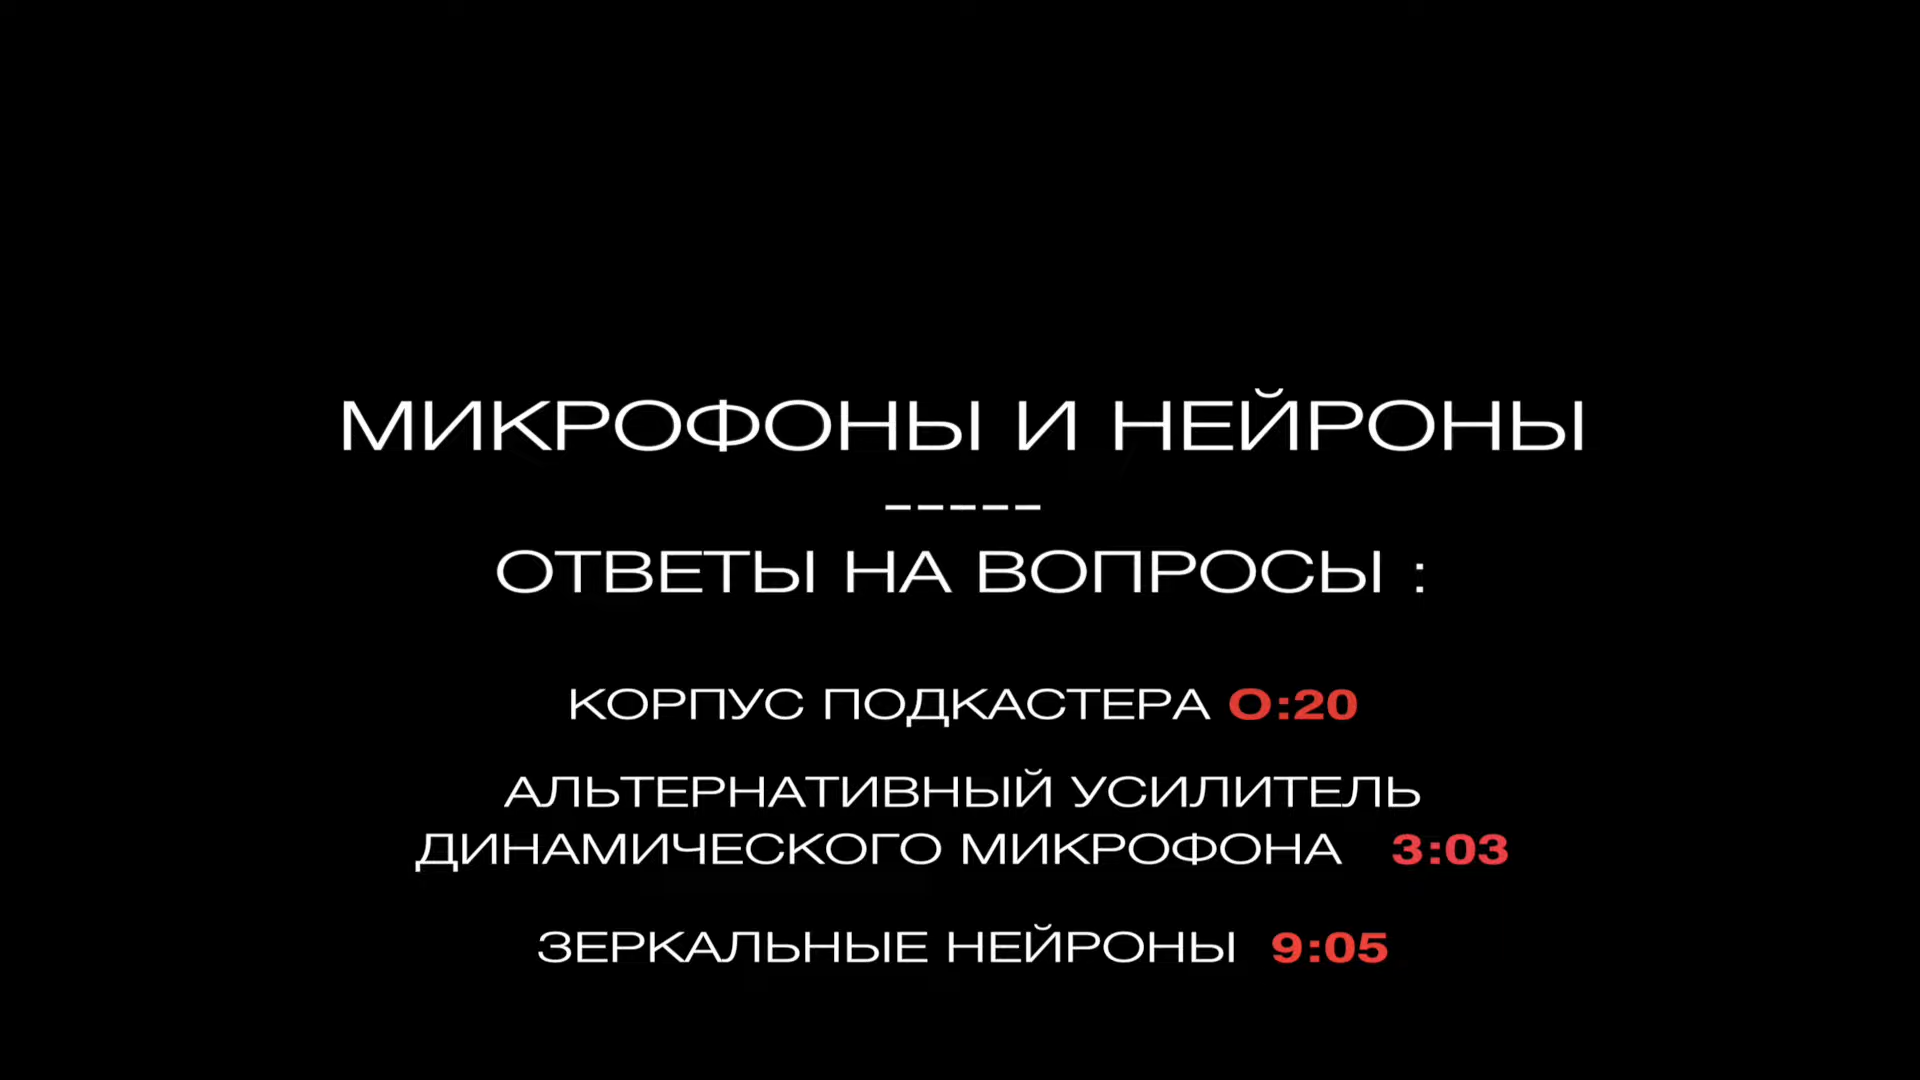 МИКРОФОНЫ И НЕЙРОНЫ
-----
ОТВЕТЫ НА ВОПРОСЫ :
КОРПУС ПОДКАСТЕРА 0:20
АЛЬТЕРНАТИВНЫЙ УСИЛИТЕЛЬ
ДИНАМИЧЕСКОГО МИКРОФОНА 3:03
ЗЕРКАЛЬНЫЕ НЕЙРОНЫ 9:05